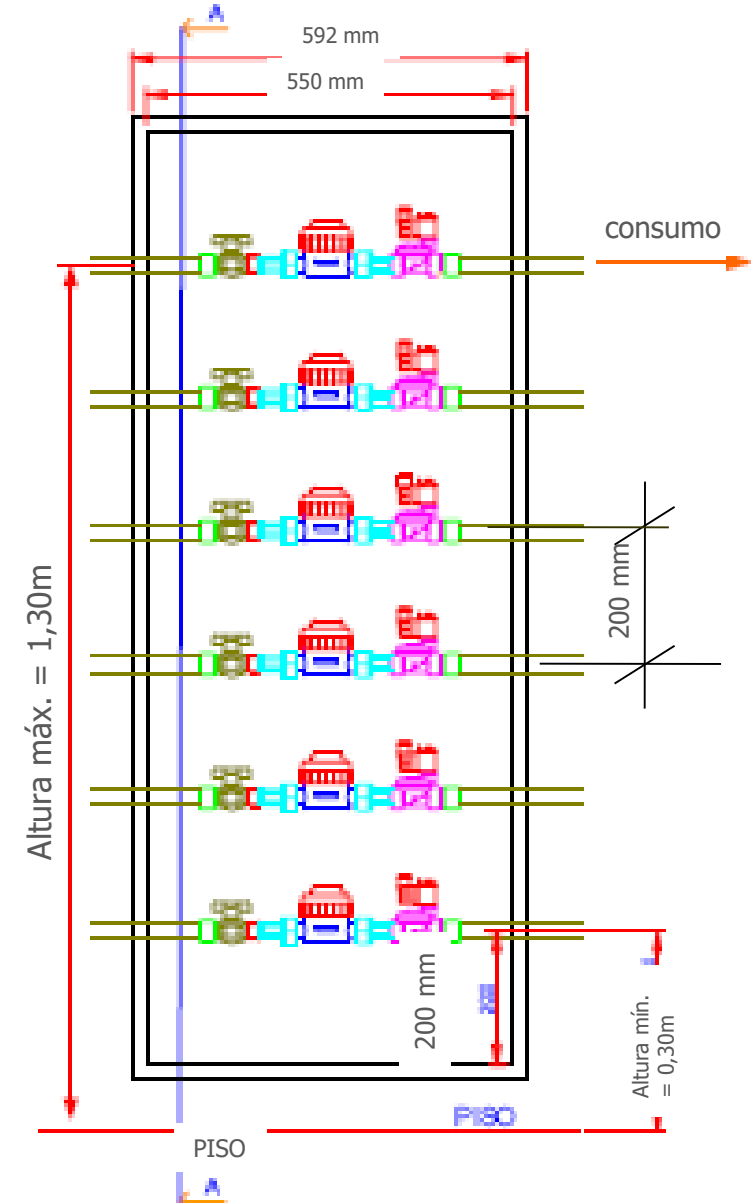 A
592 mm
550 mm
consumo
Altura máx. = 1,30m
200 mm
200 mm
Altura mín.
= 0,30m
PISO
PISO
A